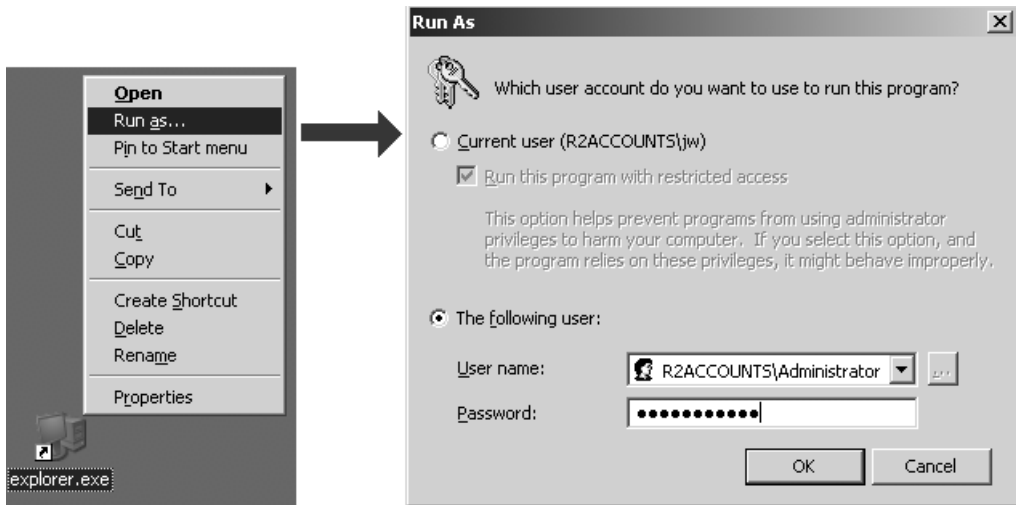 Open
Run as...
Pin to Start menu
Send To
Cut
Copy
Create Shortcut
Delete
Rename
Properties
explorer.exe
Run As
Which user account do you want to use to run this program?
Current user (R2ACCOUNTS\jw)
Run this program with restricted access
This option helps prevent programs from using administrator
privileges to harm your computer. If you select this option, and
the program relies on these privileges, it might behave improperly.
The following user:
User name: R2ACCOUNTS\Administrator ...
Password: ●●●●●●●●●●●
OK Cancel